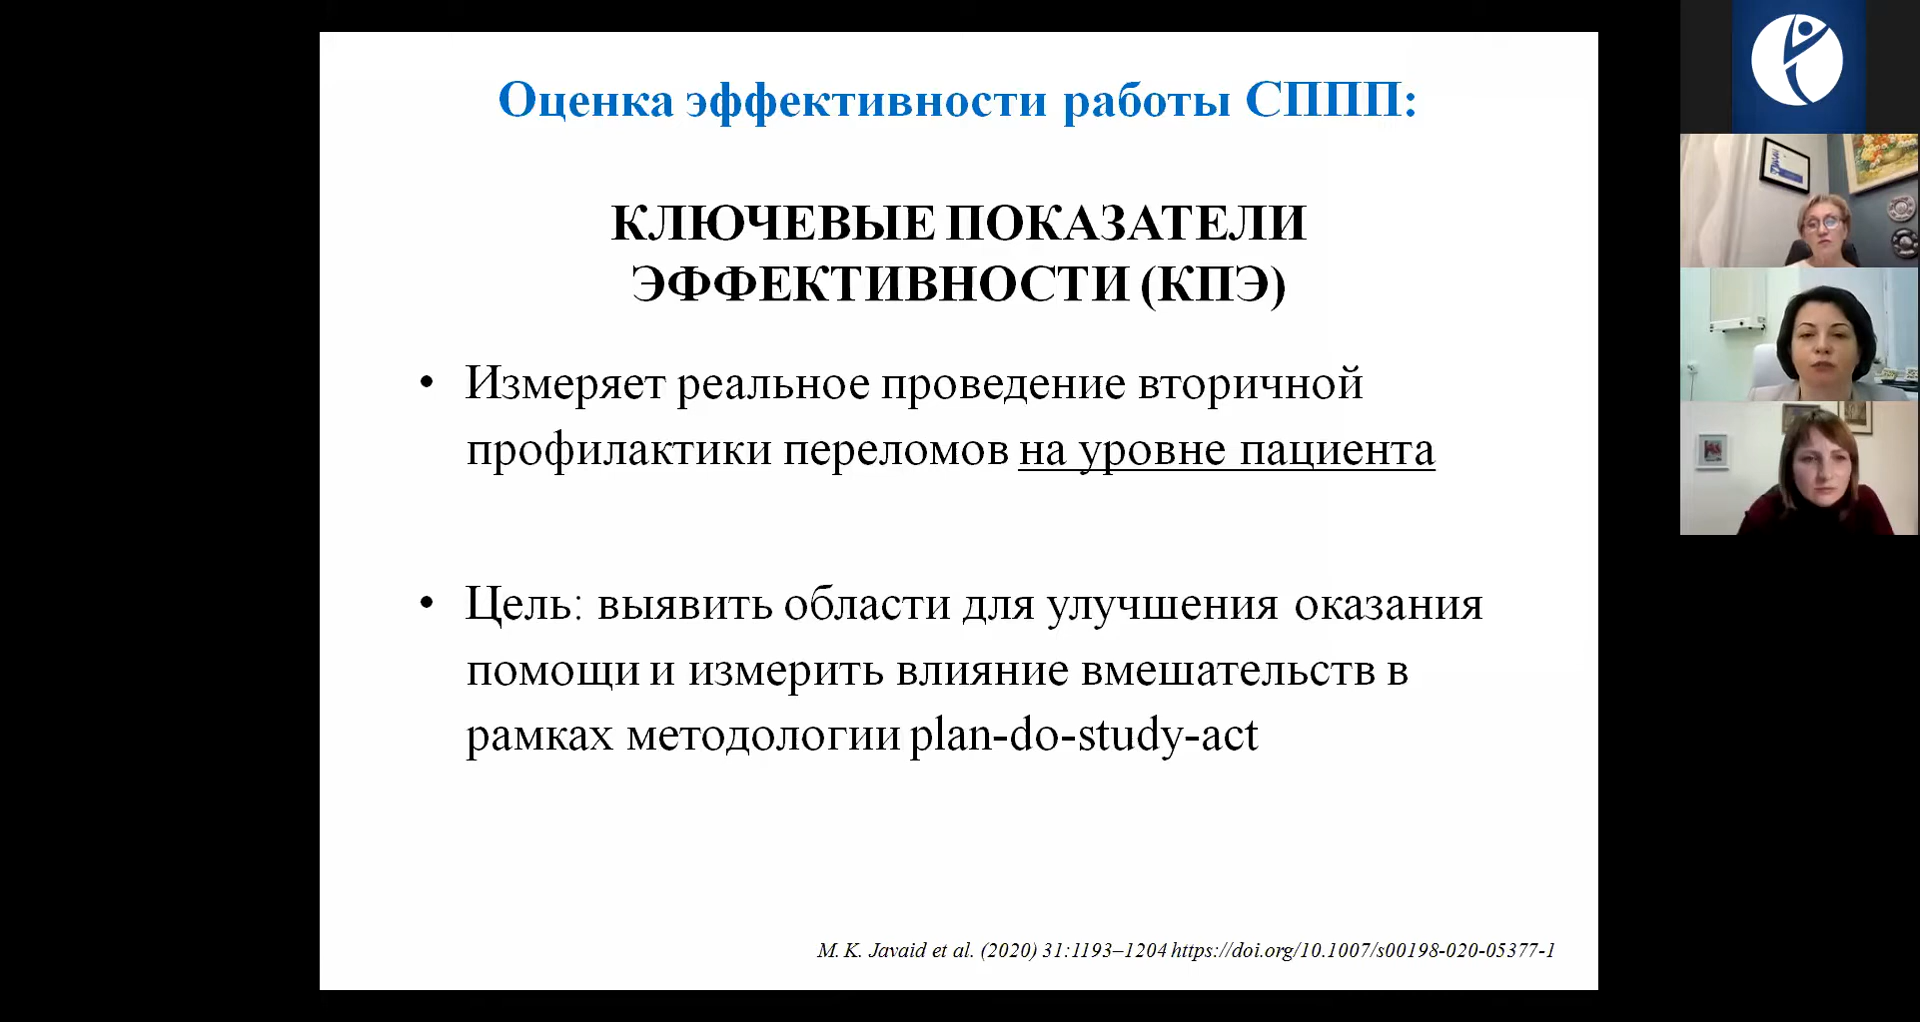 Оценка эффективности работы СППП:
КЛЮЧЕВЫЕ ПОКАЗАТЕЛИ
ЭФФЕКТИВНОСТИ (КПЭ)
• Измеряет реальное проведение вторичной
профилактики переломов на уровне пациента
• Цель: выявить области для улучшения оказания
помощи и измерить влияние вмешательств в
рамках методологии plan-do-study-act
M. K. Javaid et al. (2020) 31:1193–1204 https://doi.org/10.1007/s00198-020-05377-1